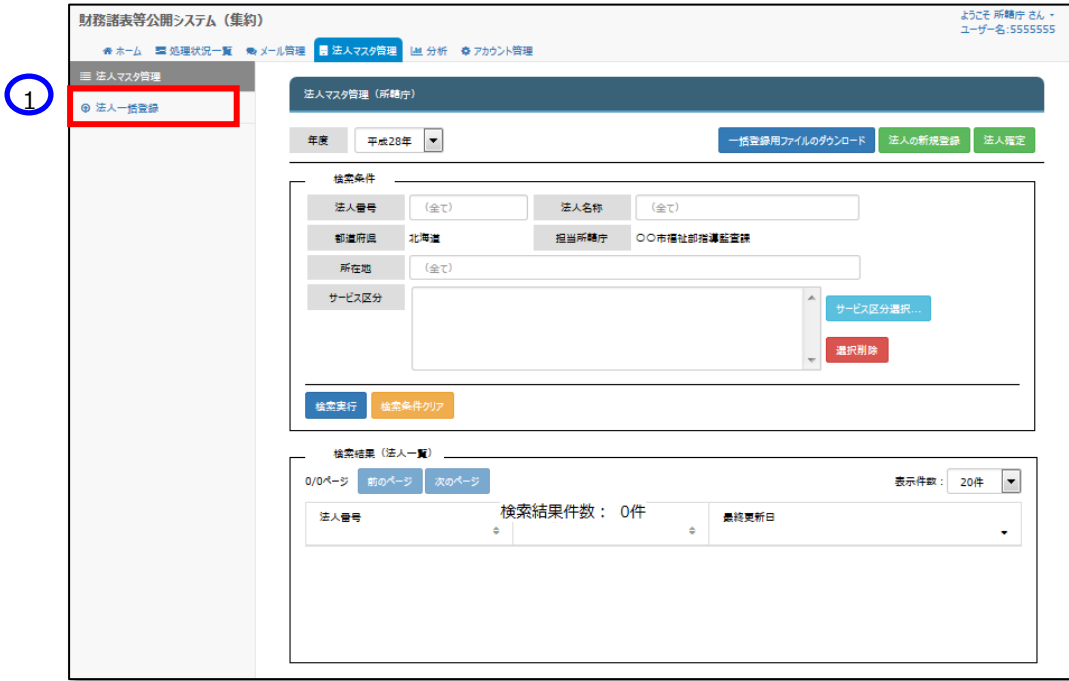 財務諸表等公開システム（集約）
ようこそ 所轄庁 さん
ユーザー名:5555555
ホーム 処理状況一覧 メール管理 法人マスタ管理 分析 アカウント管理
法人マスタ管理
1
法人一括登録
法人マスタ管理（所轄庁）
年度 平成28年 一括登録用ファイルのダウンロード 法人の新規登録 法人確定
検索条件
法人番号 （全て） 法人名称 （全て）
都道府県 北海道 担当所轄庁 〇〇市福祉部指導監査課
所在地 （全て）
サービス区分
サービス区分選択...
選択削除
検索実行 検索条件クリア
検索結果（法人一覧）
0/0ページ 前のページ 次のページ 表示件数： 20件
法人番号 検索結果件数： 0件 最終更新日